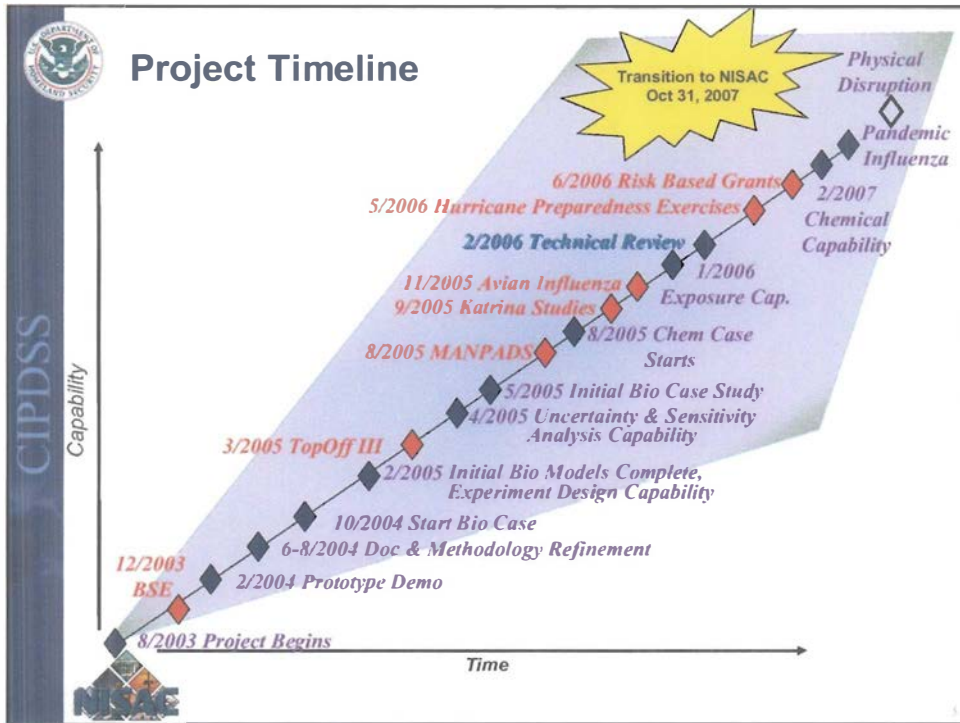 U.S. DEPARTMENT OF
HOMELAND SECURITY
Project Timeline
Transition to NISAC
Oct 31, 2007
Physical
Disruption
Pandemic
Influenza
6/2006 Risk Based Grants
2/2007
Chemical
Capability
5/2006 Hurricane Preparedness Exercises
2/2006 Technical Review
1/2006
Exposure Cap.
11/2005 Avian Influenza
9/2005 Katrina Studies
8/2005 Chem Case
Starts
8/2005 MANPADS
5/2005 Initial Bio Case Study
4/2005 Uncertainty & Sensitivity
Analysis Capability
3/2005 TopOff III
2/2005 Initial Bio Models Complete,
Experiment Design Capability
10/2004 Start Bio Case
6-8/2004 Doc & Methodology Refinement
12/2003
BSE
2/2004 Prototype Demo
8/2003 Project Begins
Capability
Time
CIPDSS
NISAC